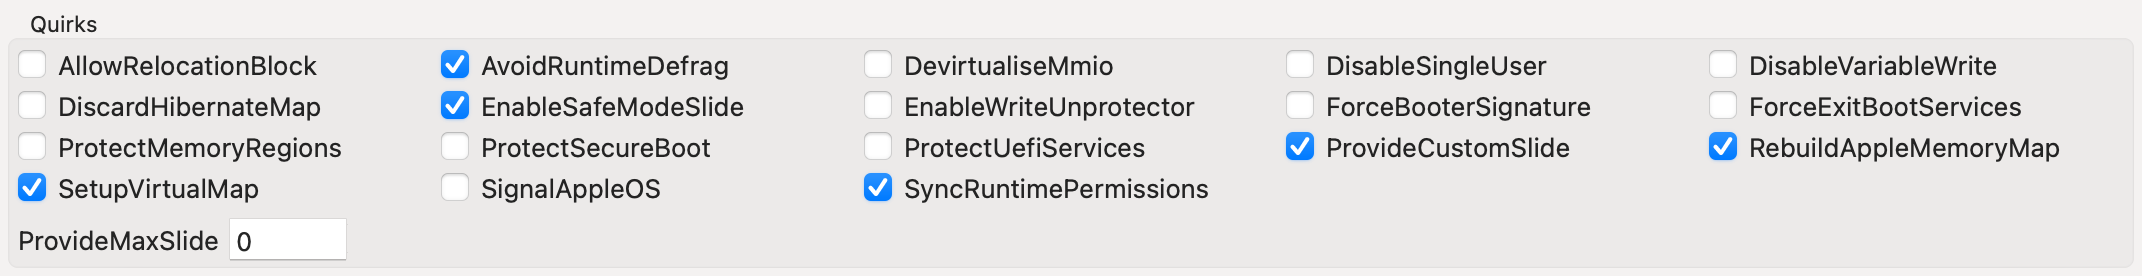 Quirks
AllowRelocationBlock AvoidRuntimeDefrag DevirtualiseMmio DisableSingleUser DisableVariableWrite
DiscardHibernateMap EnableSafeModeSlide EnableWriteUnprotector ForceBooterSignature ForceExitBootServices
ProtectMemoryRegions ProtectSecureBoot ProtectUefiServices ProvideCustomSlide RebuildAppleMemoryMap
SetupVirtualMap SignalAppleOS SyncRuntimePermissions
ProvideMaxSlide 0